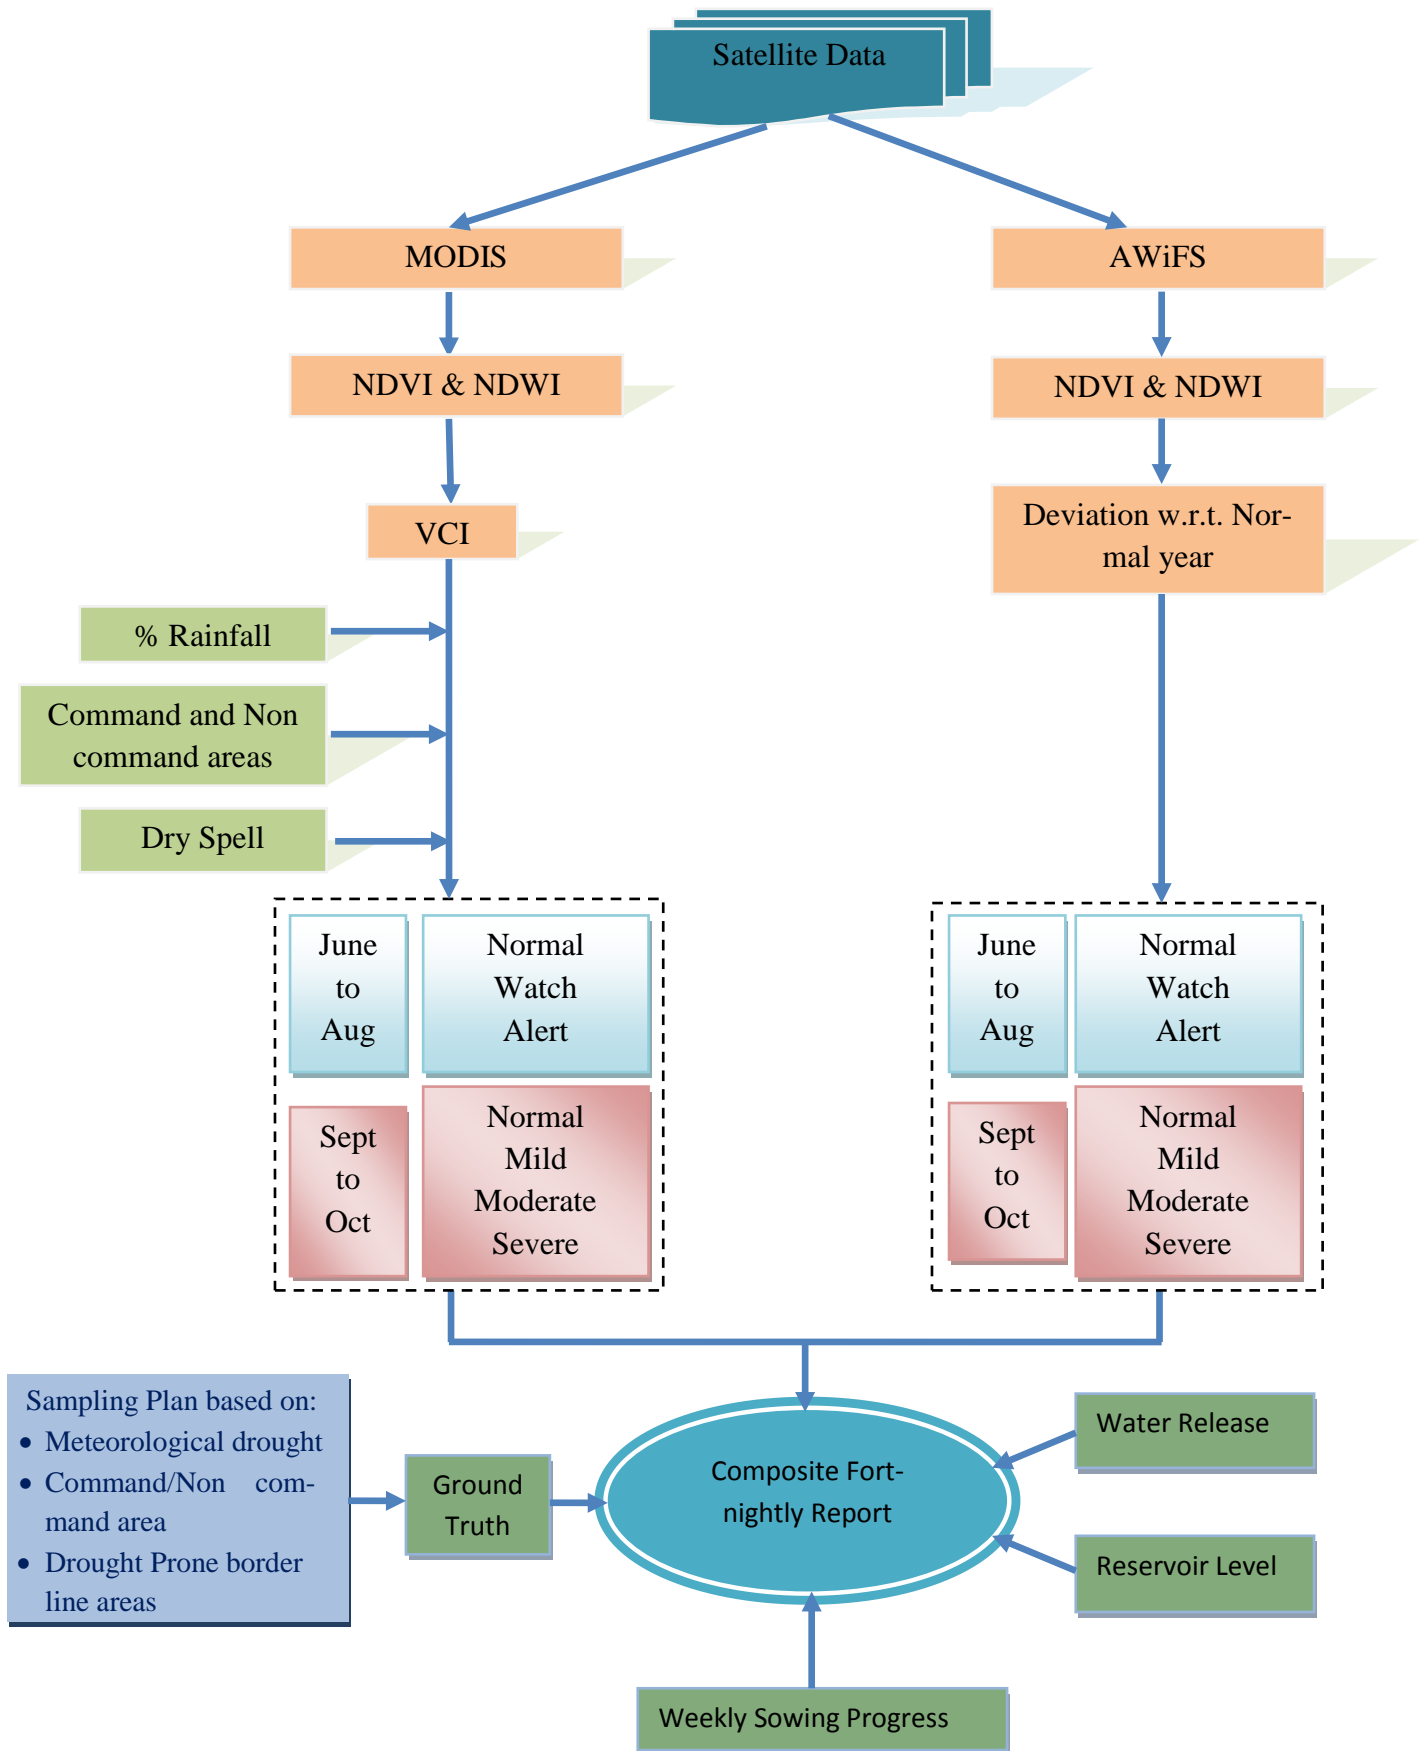 Satellite Data
MODIS
AWiFS
NDVI & NDWI
NDVI & NDWI
VCI
Deviation w.r.t. Nor-
mal year
% Rainfall
Command and Non
command areas
Dry Spell
June
to
Aug
Normal
Watch
Alert
Sept
to
Oct
Normal
Mild
Moderate
Severe
June
to
Aug
Normal
Watch
Alert
Sept
to
Oct
Normal
Mild
Moderate
Severe
Sampling Plan based on:
• Meteorological drought
• Command/Non com-
mand area
• Drought Prone border
line areas
Ground
Truth
Composite Fort-
nightly Report
Water Release
Reservoir Level
Weekly Sowing Progress